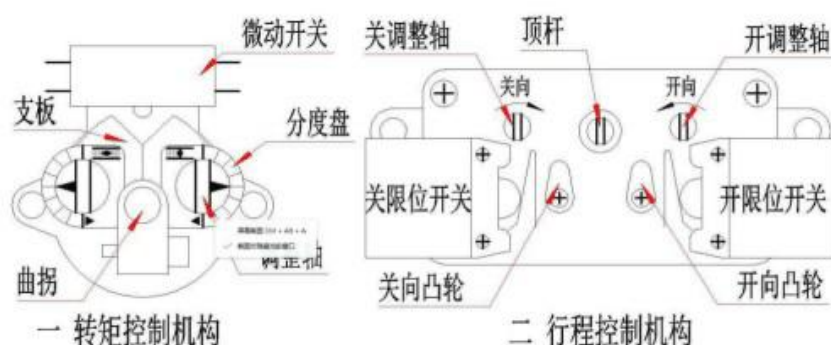 微动开关
支板
分度盘
曲拐
调整轴
一 转矩控制机构
关调整轴
顶杆
开调整轴
关向
开向
关限位开关
开限位开关
关向凸轮
开向凸轮
二 行程控制机构